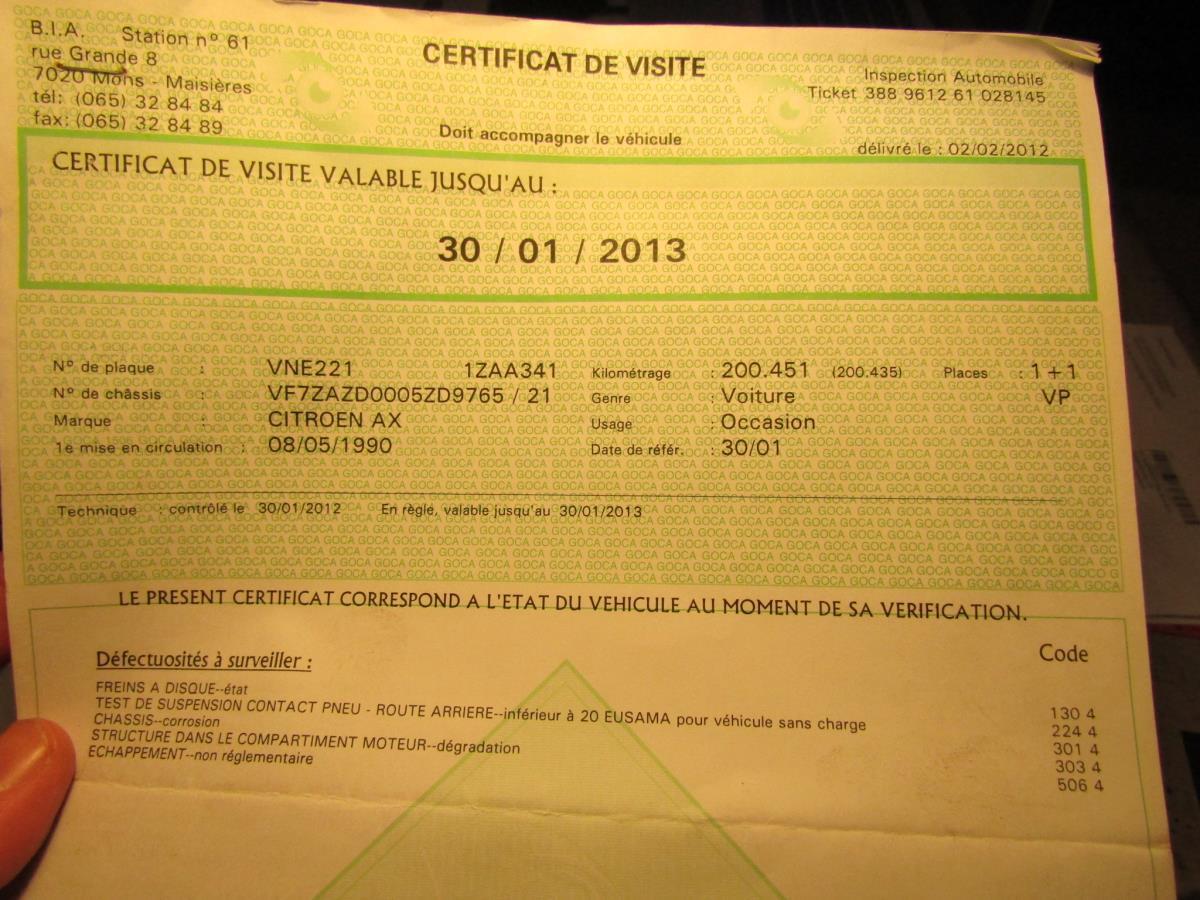 B.I.A. Station n° 61
rue Grande 8
7020 Mons - Maisières
tél: (065) 32 84 84
fax: (065) 32 84 89
CERTIFICAT DE VISITE
Doit accompagner le véhicule
Inspection Automobile
Ticket 388 9612 61 028145
délivré le : 02/02/2012
CERTIFICAT DE VISITE VALABLE JUSQU'AU :
30 / 01 / 2013
N° de plaque : VNE221 1ZAA341 Kilométrage : 200.451 (200.435) Places : 1+1
N° de châssis : VF7ZAZD0005ZD9765 / 21 Genre : Voiture VP
Marque : CITROEN AX Usage : Occasion
1e mise en circulation : 08/05/1990 Date de référ. : 30/01
Technique : contrôlé le 30/01/2012 En règle, valable jusqu'au 30/01/2013
LE PRESENT CERTIFICAT CORRESPOND A L'ETAT DU VEHICULE AU MOMENT DE SA VERIFICATION.
Défectuosités à surveiller : Code
FREINS A DISQUE--état 130 4
TEST DE SUSPENSION CONTACT PNEU - ROUTE ARRIERE--inférieur à 20 EUSAMA pour véhicule sans charge 224 4
CHASSIS--corrosion 301 4
STRUCTURE DANS LE COMPARTIMENT MOTEUR--dégradation 303 4
ECHAPPEMENT--non réglementaire 506 4